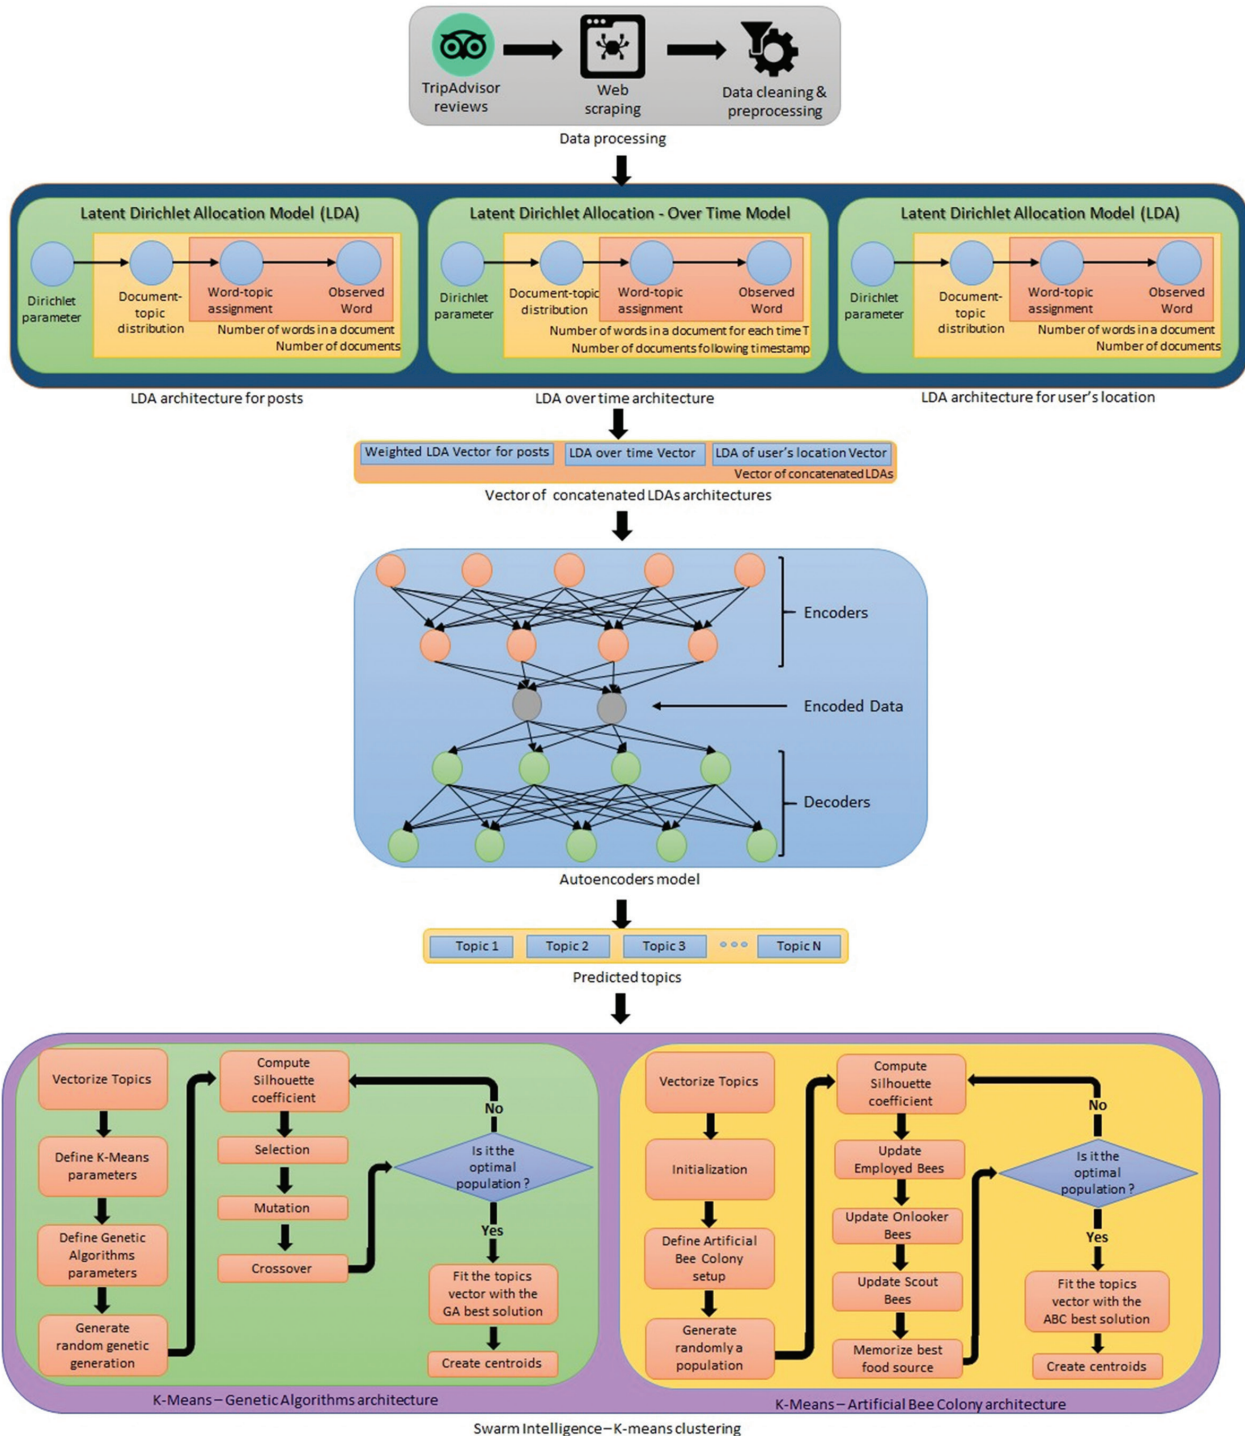 TripAdvisor
reviews
Web
scraping
Data cleaning &
preprocessing
Data processing
Latent Dirichlet Allocation Model (LDA)
Dirichlet
parameter
Document-
topic
distribution
Word-topic
assignment
Observed
Word
Number of words in a document
Number of documents
LDA architecture for posts
Latent Dirichlet Allocation - Over Time Model
Dirichlet
parameter
Document-topic
distribution
Word-topic
assignment
Observed
Word
Number of words in a document for each time T
Number of documents following timestamp
LDA over time architecture
Latent Dirichlet Allocation Model (LDA)
Dirichlet
parameter
Document-
topic
distribution
Word-topic
assignment
Observed
Word
Number of words in a document
Number of documents
LDA architecture for user's location
Weighted LDA Vector for posts
LDA over time Vector
LDA of user's location Vector
Vector of concatenated LDAs
Vector of concatenated LDAs architectures
Encoders
Encoded Data
Decoders
Autoencoders model
Topic 1
Topic 2
Topic 3
Topic N
Predicted topics
Vectorize Topics
Define K-Means
parameters
Define Genetic
Algorithms
parameters
Generate
random genetic
generation
Compute
Silhouette
coefficient
Selection
Mutation
Crossover
No
Is it the
optimal
population ?
Yes
Fit the topics
vector with the
GA best solution
Create centroids
K-Means – Genetic Algorithms architecture
Vectorize Topics
Initialization
Define Artificial
Bee Colony
setup
Generate
randomly a
population
Compute
Silhouette
coefficient
Update
Employed Bees
Update Onlooker
Bees
Update Scout
Bees
Memorize best
food source
No
Is it the
optimal
population ?
Yes
Fit the topics
vector with the
ABC best solution
Create centroids
K-Means – Artificial Bee Colony architecture
Swarm Intelligence – K-means clustering